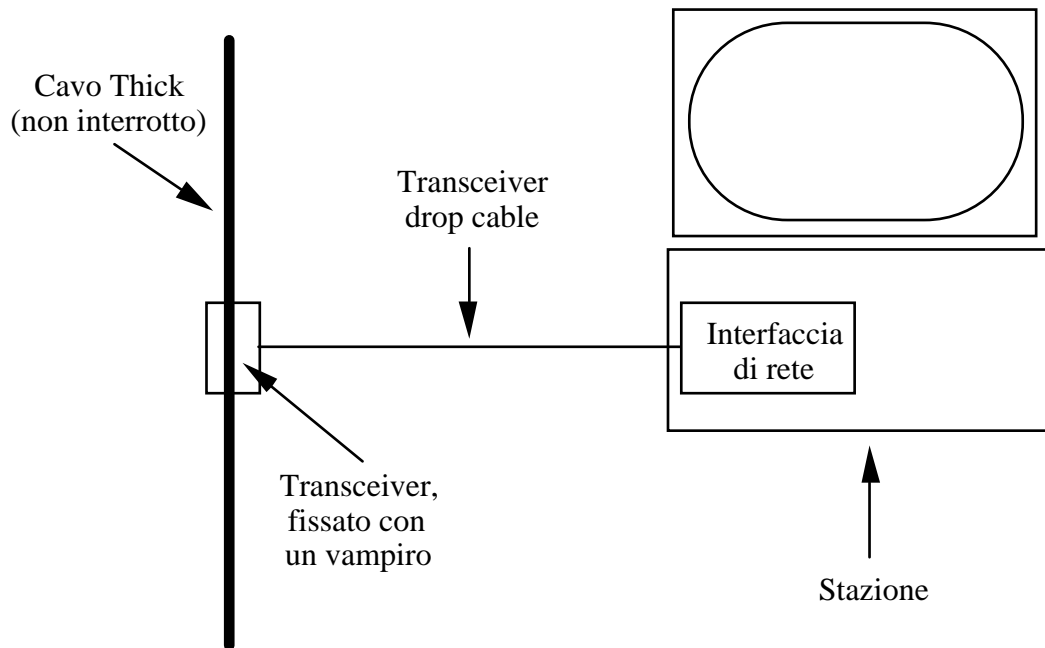 Cavo Thick
(non interrotto)
Transceiver
drop cable
Interfaccia
di rete
Transceiver,
fissato con
un vampiro
Stazione